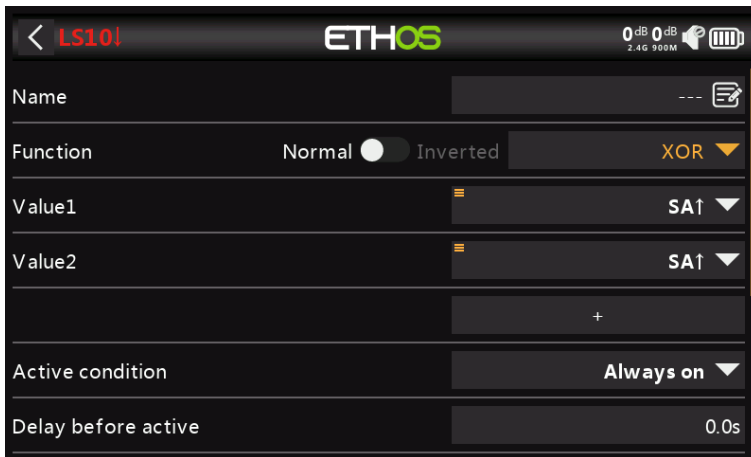 LS10↓ ETHOS 0dB 0dB
2.4G 900M
Name ---
Function Normal Inverted XOR
Value1 SA↑
Value2 SA↑
+
Active condition Always on
Delay before active 0.0s